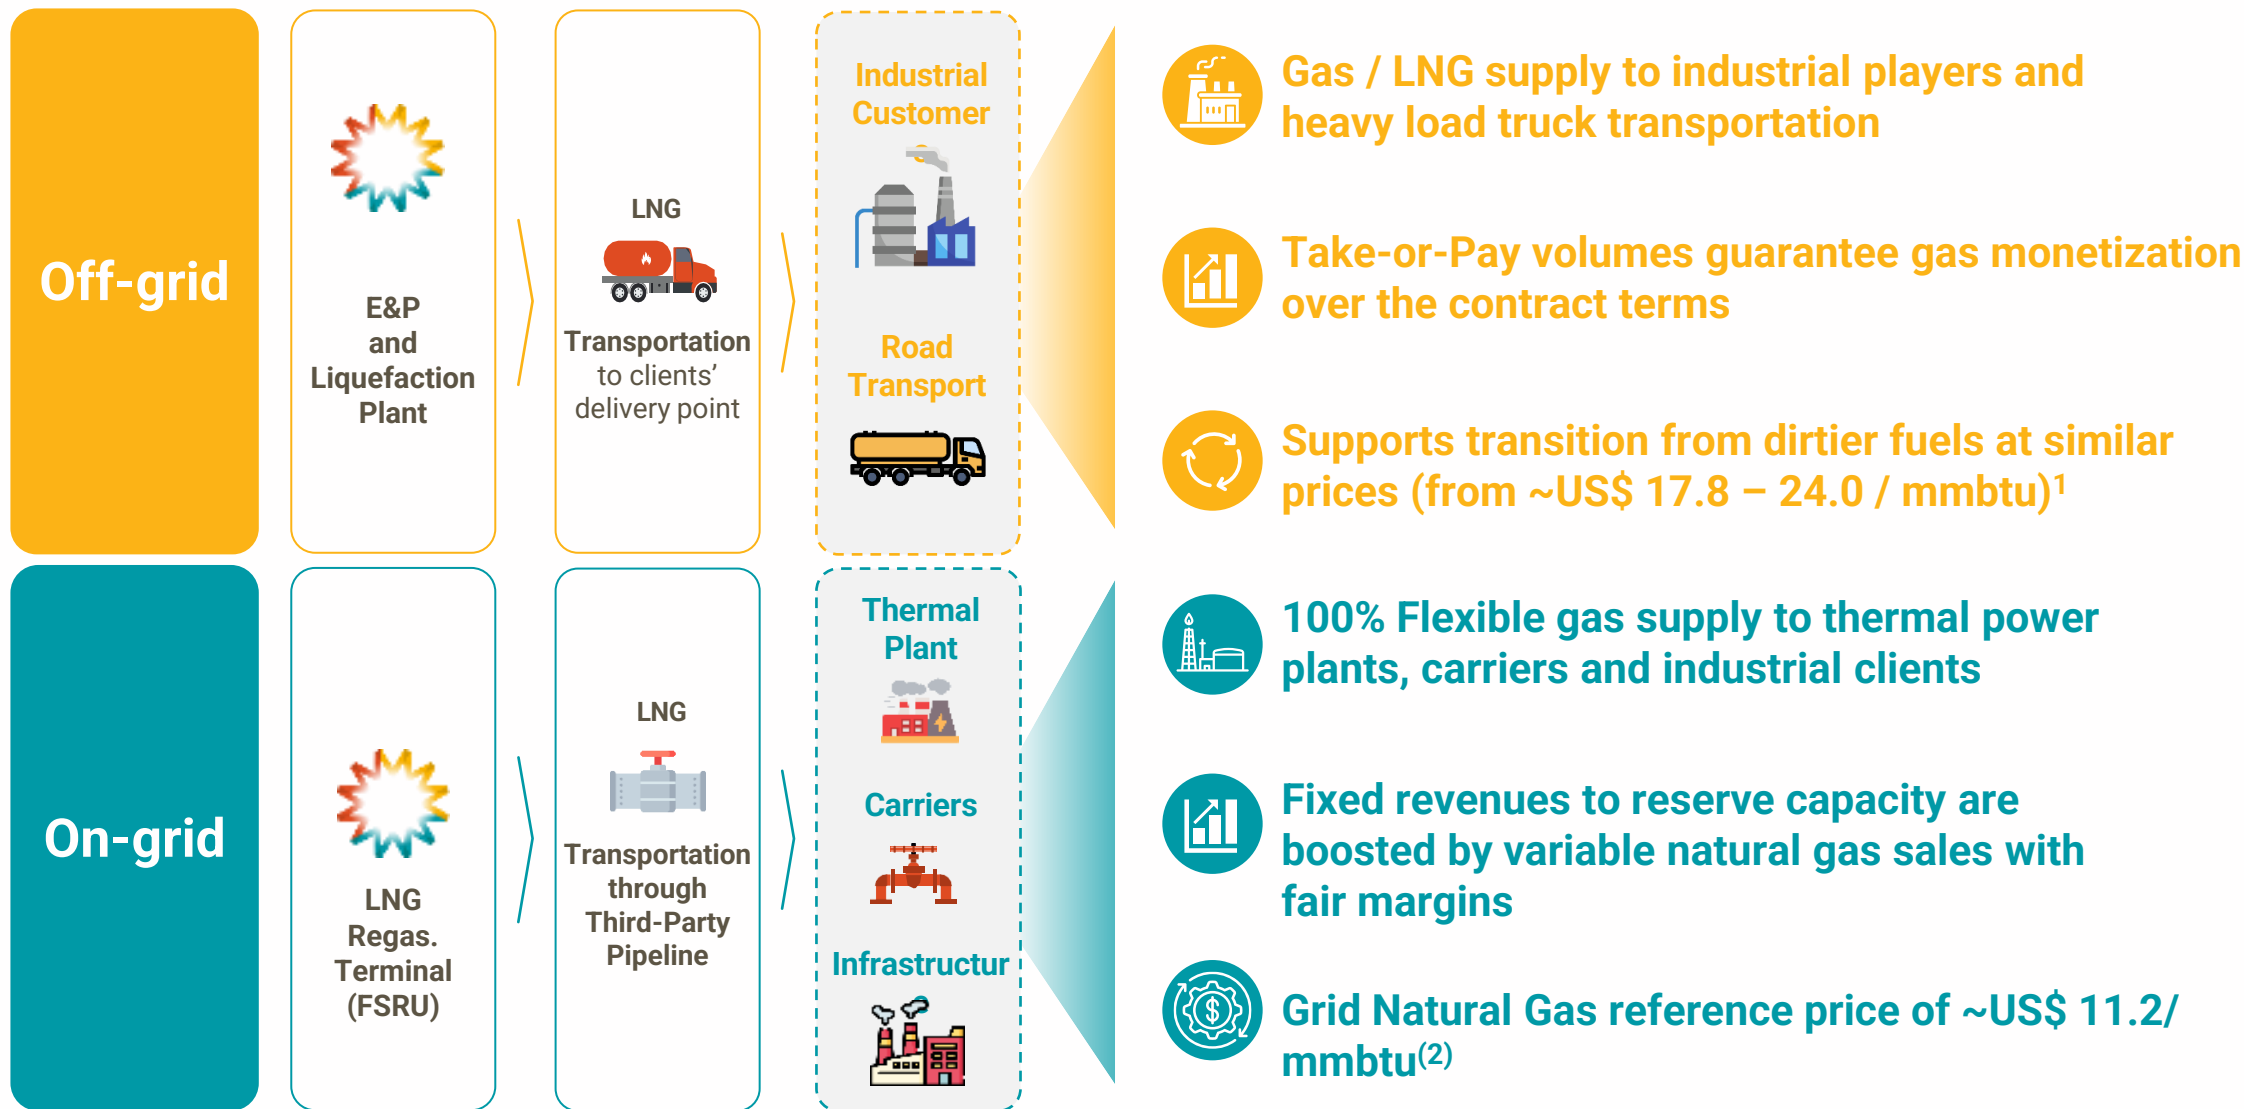 Off-grid
E&P
and
Liquefaction
Plant
LNG
Transportation
to clients’
delivery point
Industrial
Customer
Road
Transport
Gas / LNG supply to industrial players and
heavy load truck transportation
Take-or-Pay volumes guarantee gas monetization
over the contract terms
Supports transition from dirtier fuels at similar
prices (from ~US$ 17.8 – 24.0 / mmbtu)¹
On-grid
LNG
Regas.
Terminal
(FSRU)
LNG
Transportation
through
Third-Party
Pipeline
Thermal
Plant
Carriers
Infrastructur
100% Flexible gas supply to thermal power
plants, carriers and industrial clients
Fixed revenues to reserve capacity are
boosted by variable natural gas sales with
fair margins
Grid Natural Gas reference price of ~US$ 11.2/
mmbtu⁽²⁾